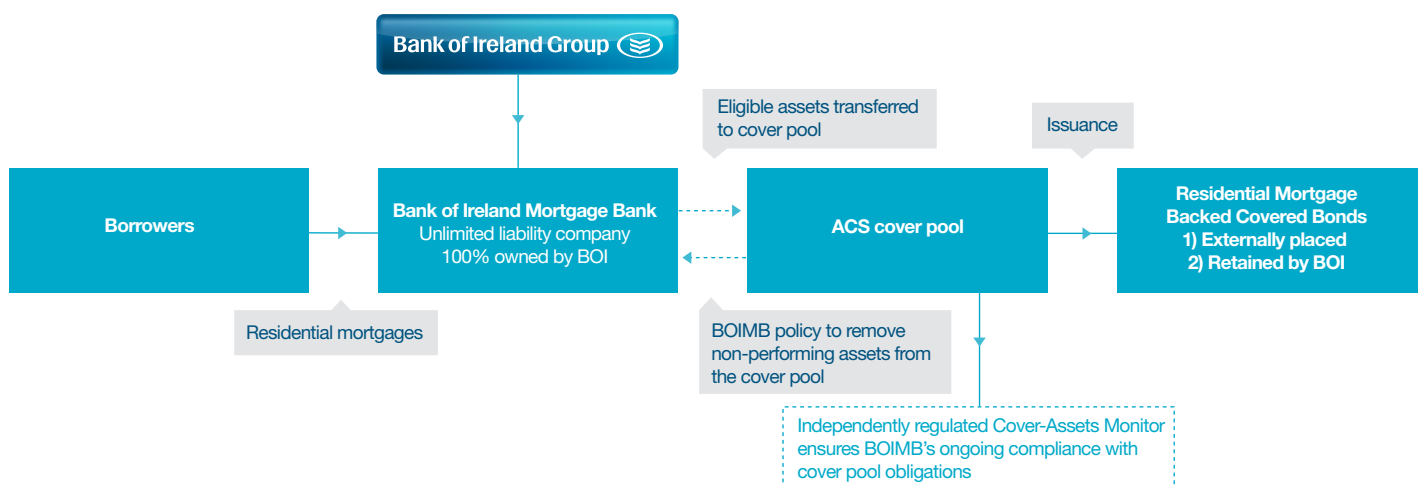 Bank of Ireland Group
Eligible assets transferred
to cover pool
Issuance
Borrowers
Bank of Ireland Mortgage Bank
Unlimited liability company
100% owned by BOI
ACS cover pool
Residential Mortgage
Backed Covered Bonds
1) Externally placed
2) Retained by BOI
Residential mortgages
BOIMB policy to remove
non-performing assets from
the cover pool
Independently regulated Cover-Assets Monitor
ensures BOIMB's ongoing compliance with
cover pool obligations